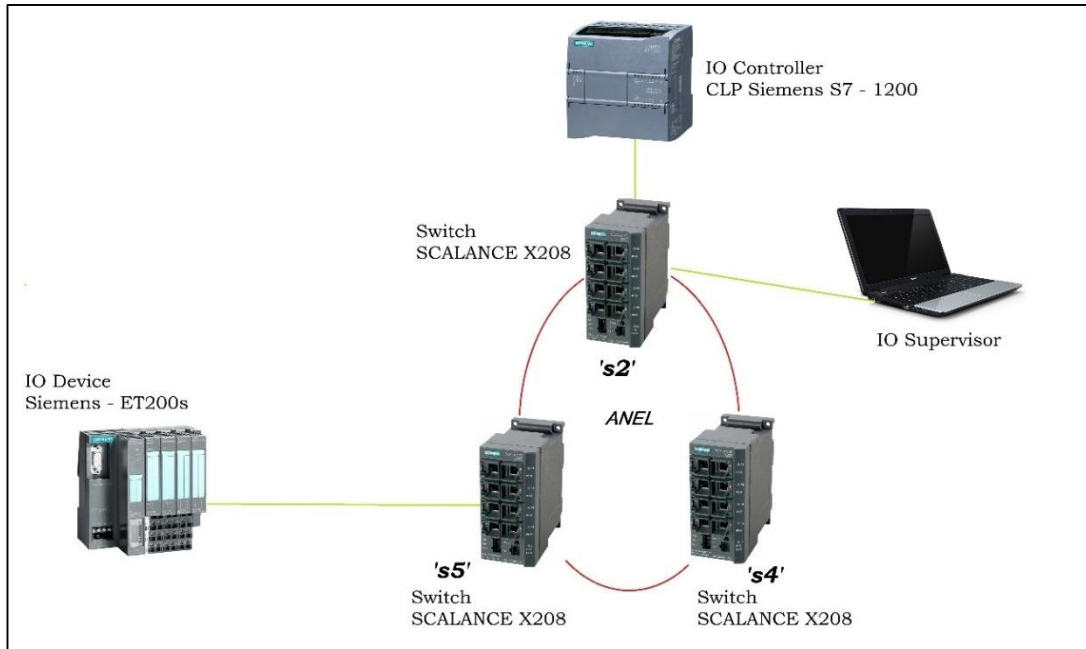 IO Controller
CLP Siemens S7 - 1200
Switch
SCALANCE X208
IO Supervisor
's2'
IO Device
Siemens - ET200s
ANEL
's5'
Switch
SCALANCE X208
's4'
Switch
SCALANCE X208